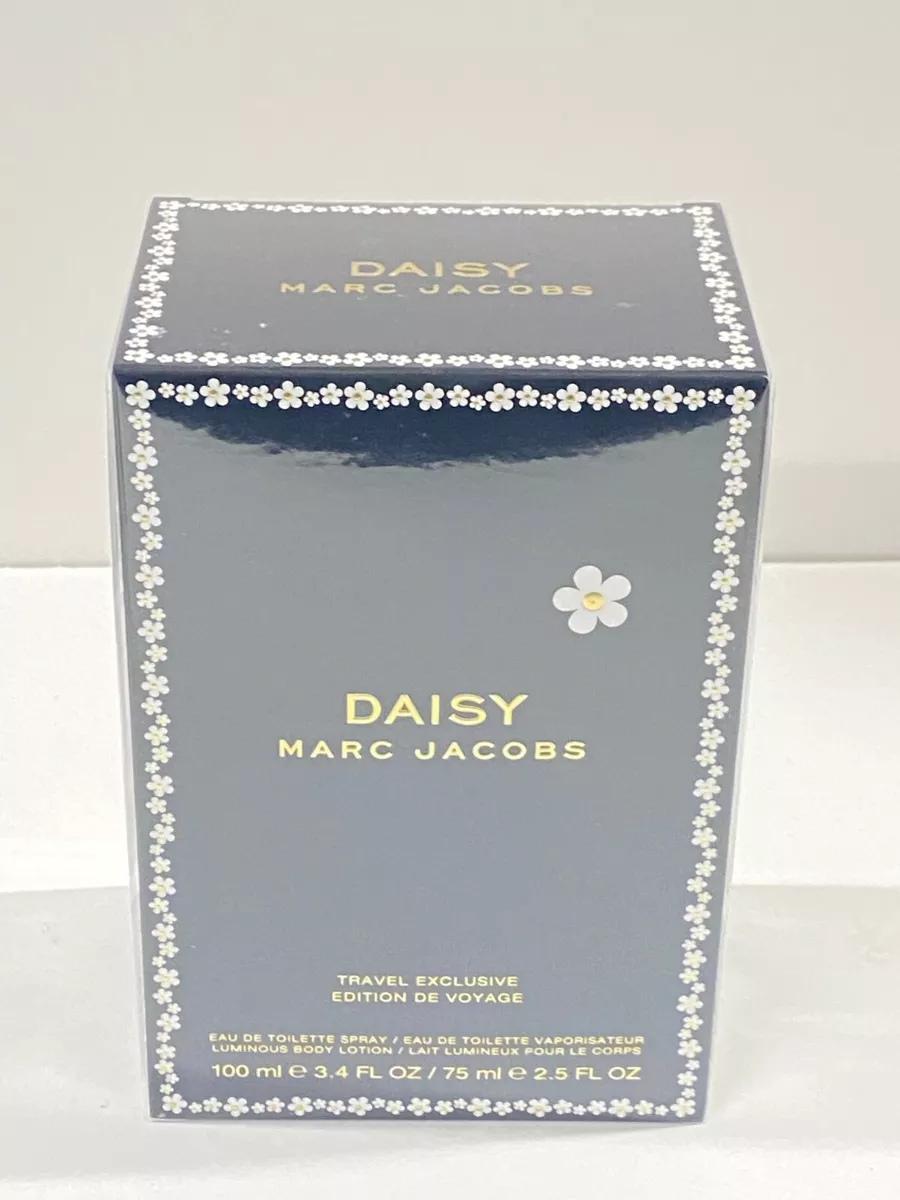 DAISY
MARC JACOBS
DAISY
MARC JACOBS
TRAVEL EXCLUSIVE
EDITION DE VOYAGE
EAU DE TOILETTE SPRAY / EAU DE TOILETTE VAPORISATEUR
LUMINOUS BODY LOTION / LAIT LUMINEUX POUR LE CORPS
100 ml ℮ 3.4 FL OZ / 75 ml ℮ 2.5 FL OZ